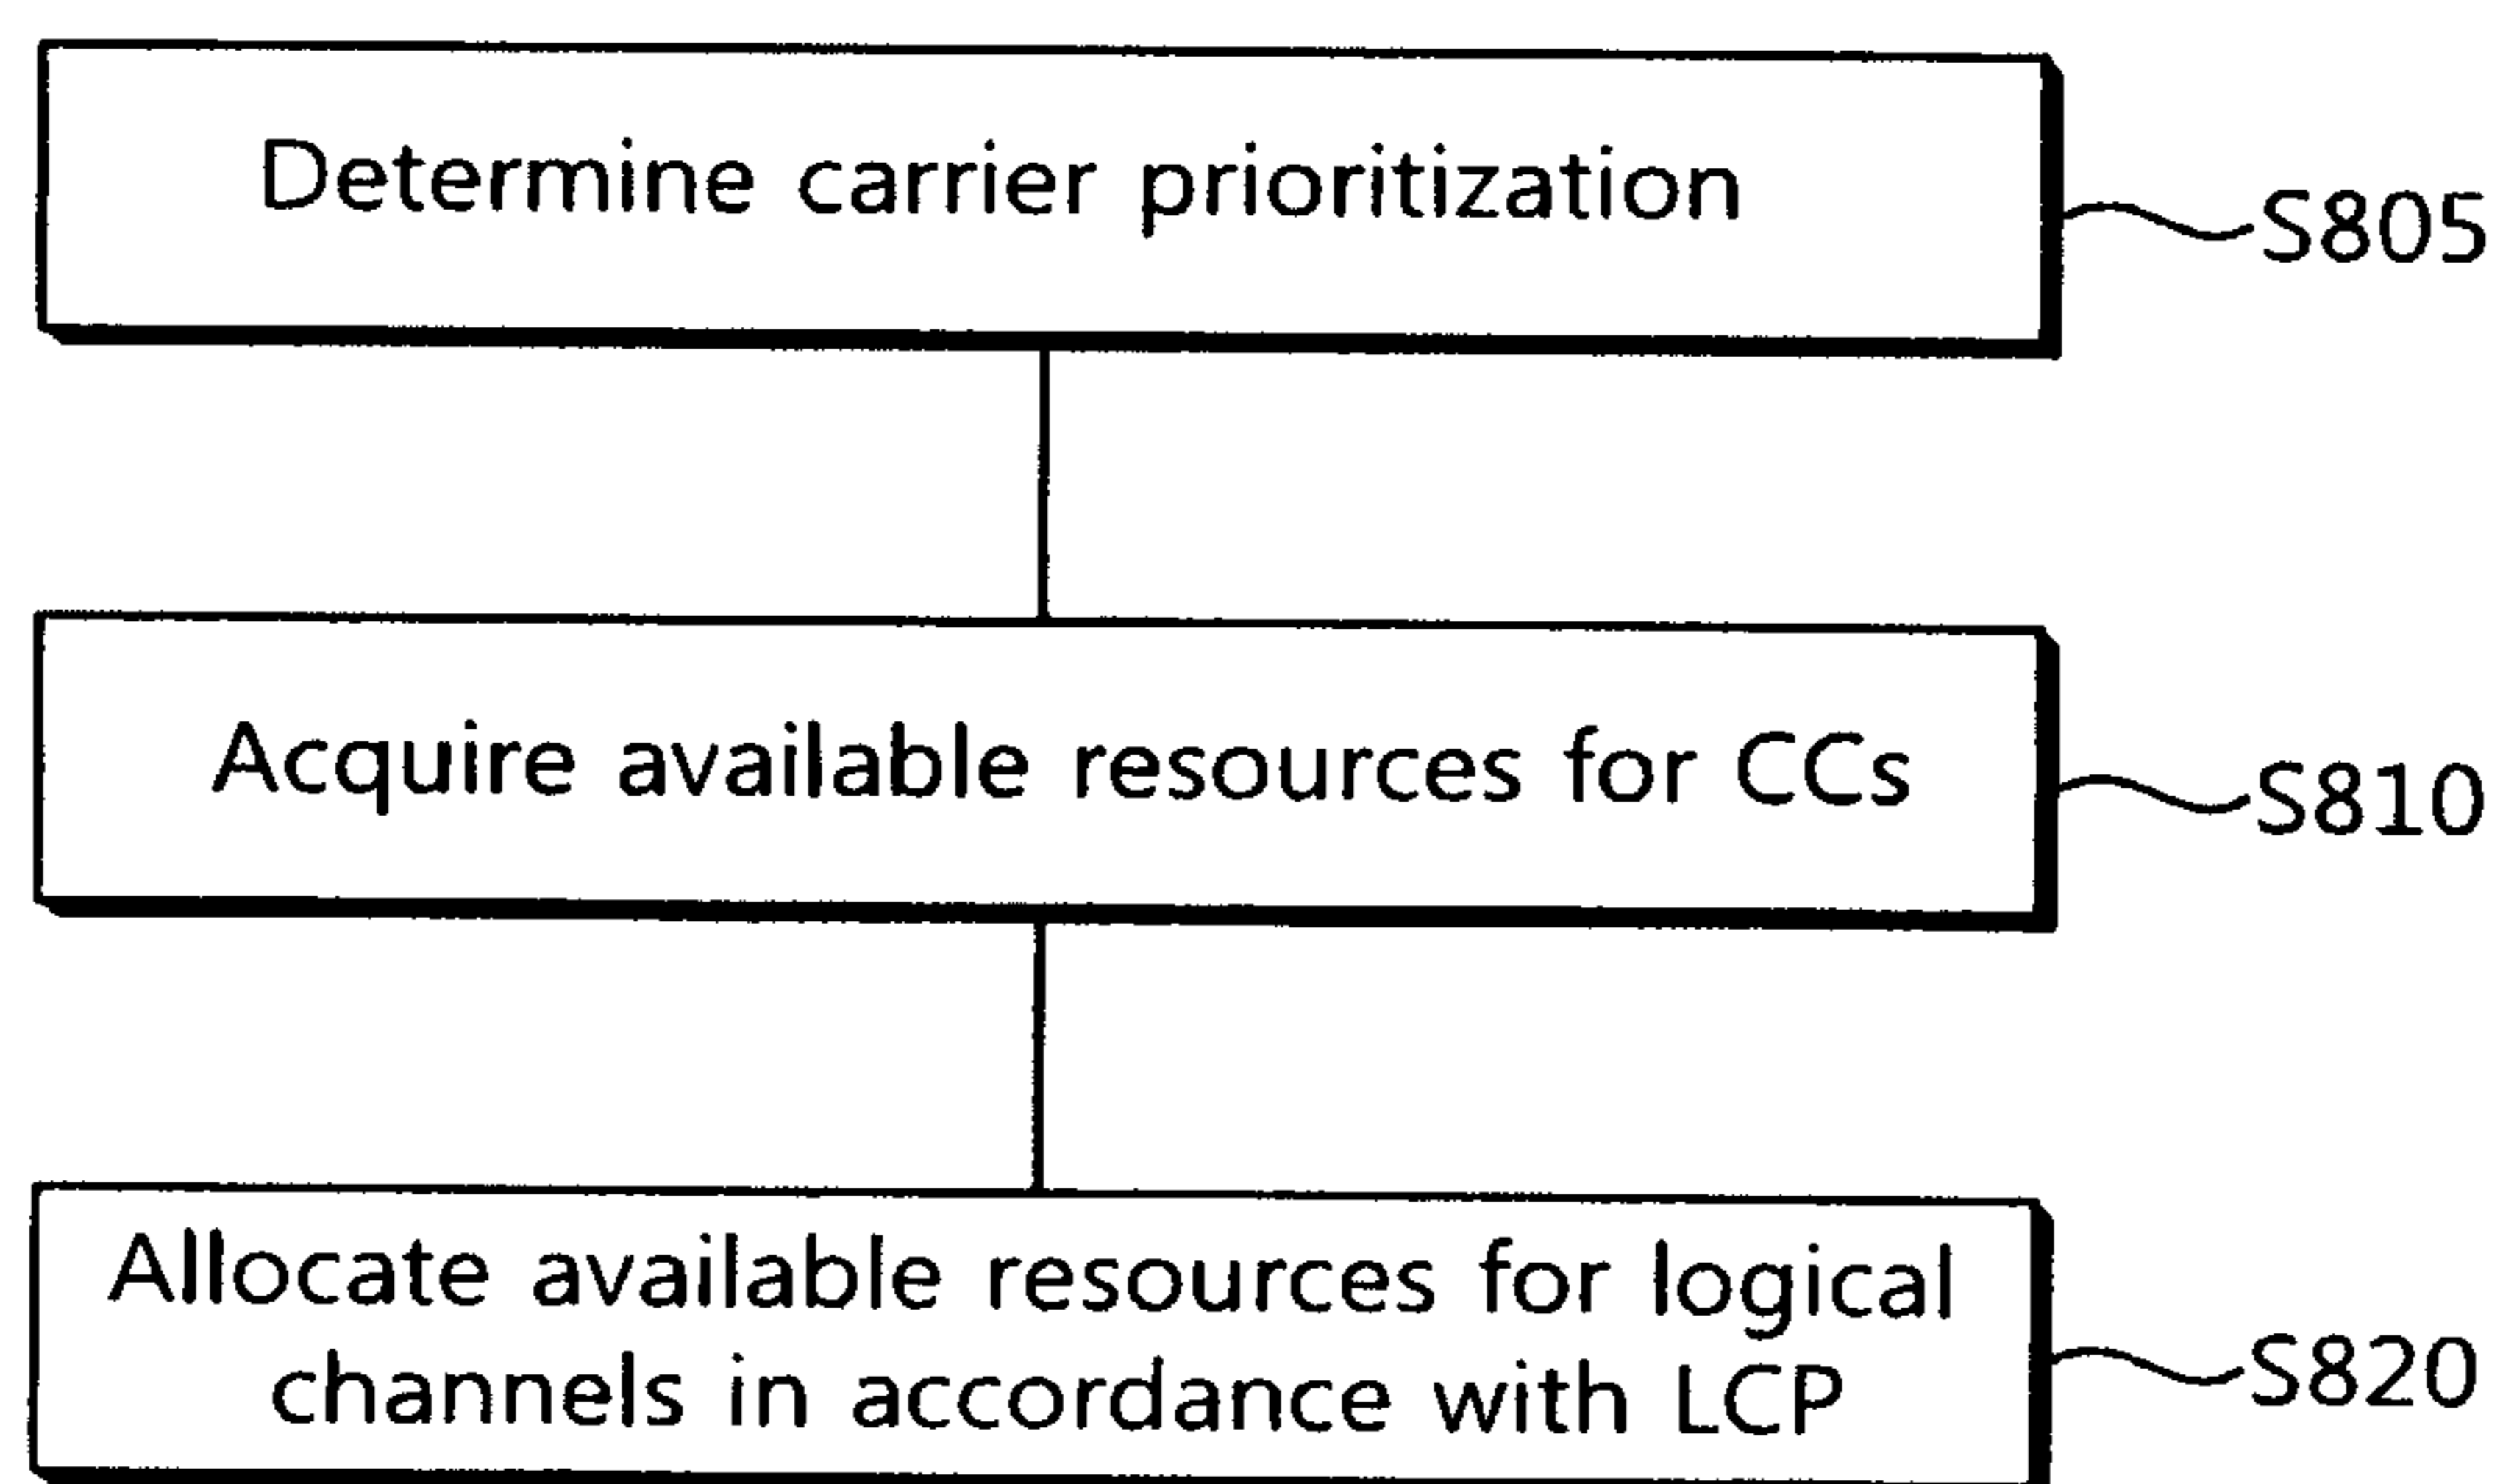 Determine carrier prioritization
S805
Acquire available resources for CCs
S810
Allocate available resources for logical
channels in accordance with LCP
S820